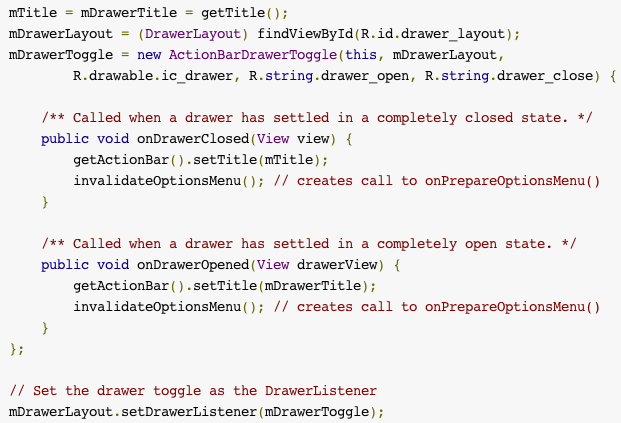 mTitle = mDrawerTitle = getTitle();
mDrawerLayout = (DrawerLayout) findViewById(R.id.drawer_layout);
mDrawerToggle = new ActionBarDrawerToggle(this, mDrawerLayout,
        R.drawable.ic_drawer, R.string.drawer_open, R.string.drawer_close) {

    /** Called when a drawer has settled in a completely closed state. */
    public void onDrawerClosed(View view) {
        getActionBar().setTitle(mTitle);
        invalidateOptionsMenu(); // creates call to onPrepareOptionsMenu()
    }

    /** Called when a drawer has settled in a completely open state. */
    public void onDrawerOpened(View drawerView) {
        getActionBar().setTitle(mDrawerTitle);
        invalidateOptionsMenu(); // creates call to onPrepareOptionsMenu()
    }
};

// Set the drawer toggle as the DrawerListener
mDrawerLayout.setDrawerListener(mDrawerToggle);